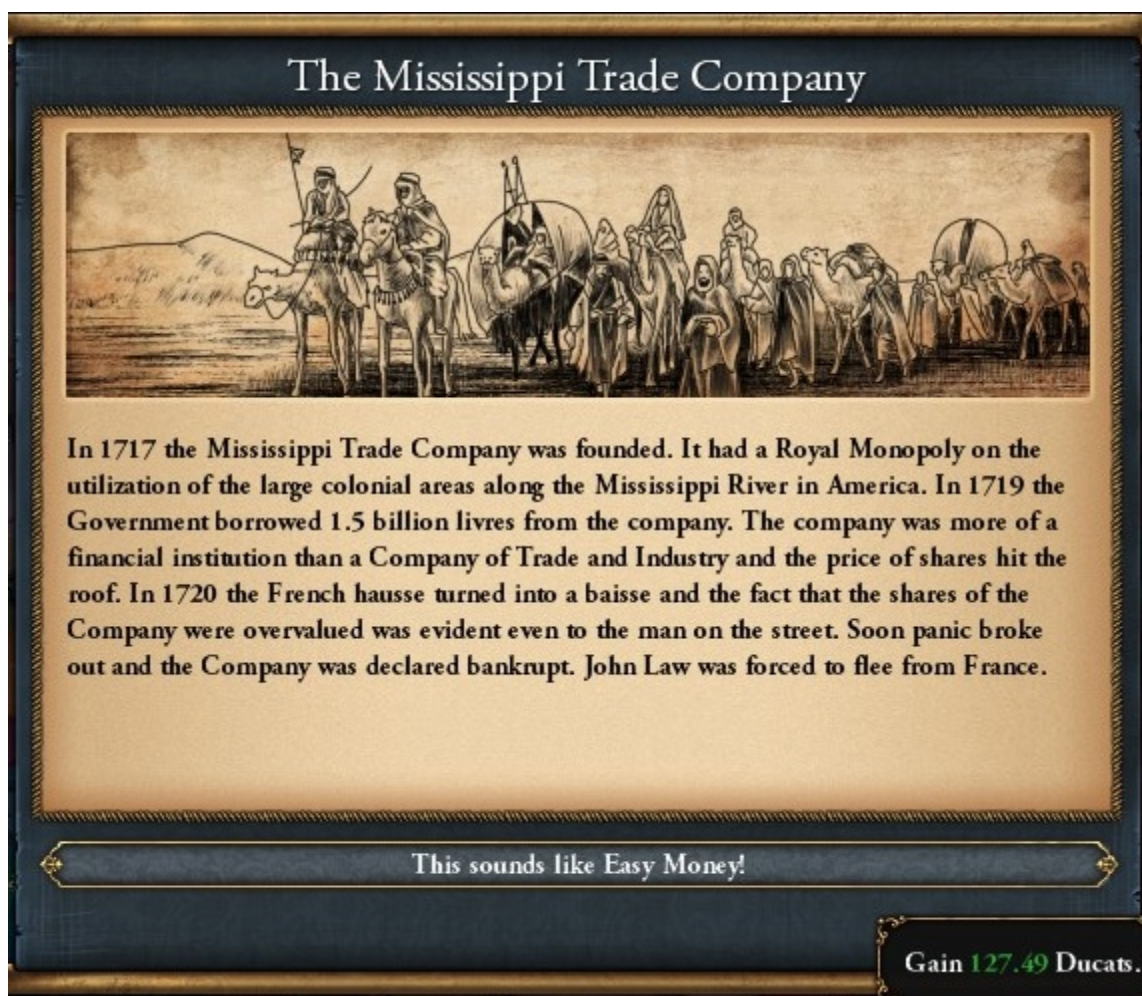 The Mississippi Trade Company
In 1717 the Mississippi Trade Company was founded. It had a Royal Monopoly on the
utilization of the large colonial areas along the Mississippi River in America. In 1719 the
Government borrowed 1.5 billion livres from the company. The company was more of a
financial institution than a Company of Trade and Industry and the price of shares hit the
roof. In 1720 the French hausse turned into a baisse and the fact that the shares of the
Company were overvalued was evident even to the man on the street. Soon panic broke
out and the Company was declared bankrupt. John Law was forced to flee from France.
This sounds like Easy Money!
Gain 127.49 Ducats.